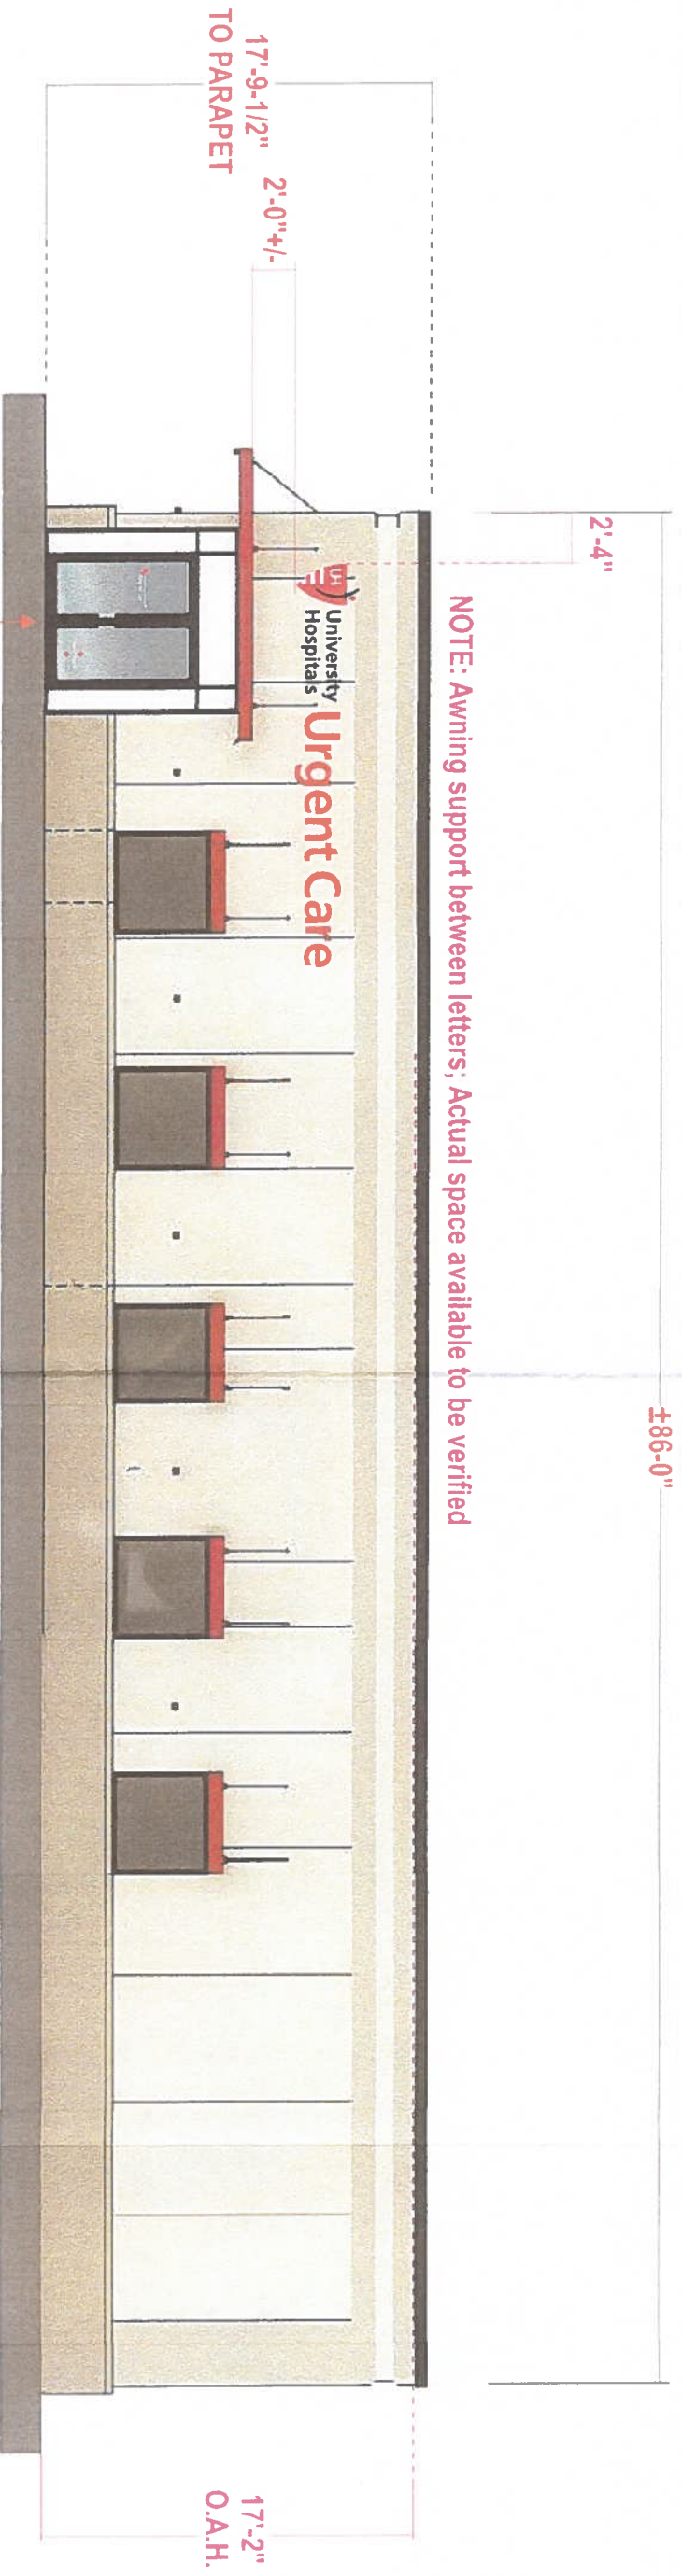 ±86-0"
2'-4"
NOTE: Awning support between letters; Actual space available to be verified
17'-9-1/2"
TO PARAPET
2'-0"+/-
UH
University
Hospitals
Urgent Care
17'-2"
O.A.H.